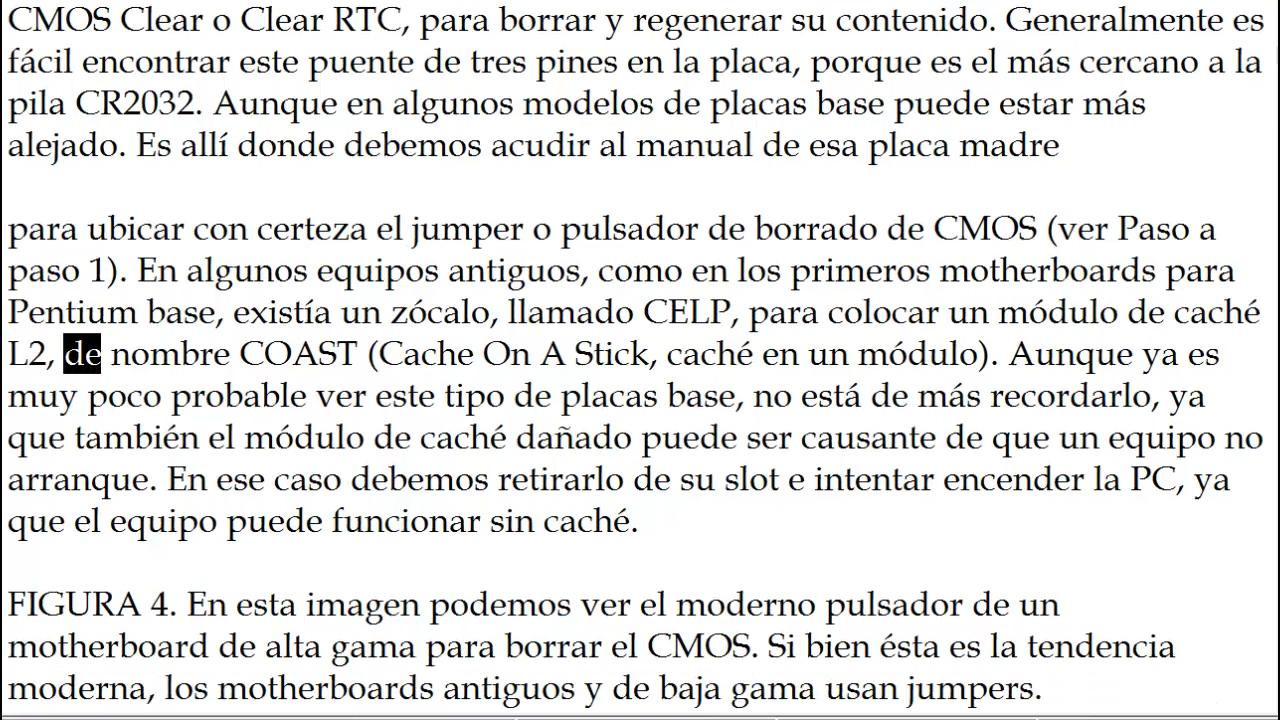 CMOS Clear o Clear RTC, para borrar y regenerar su contenido. Generalmente es
fácil encontrar este puente de tres pines en la placa, porque es el más cercano a la
pila CR2032. Aunque en algunos modelos de placas base puede estar más
alejado. Es allí donde debemos acudir al manual de esa placa madre
para ubicar con certeza el jumper o pulsador de borrado de CMOS (ver Paso a
paso 1). En algunos equipos antiguos, como en los primeros motherboards para
Pentium base, existía un zócalo, llamado CELP, para colocar un módulo de caché
L2, de nombre COAST (Cache On A Stick, caché en un módulo). Aunque ya es
muy poco probable ver este tipo de placas base, no está de más recordarlo, ya
que también el módulo de caché dañado puede ser causante de que un equipo no
arranque. En ese caso debemos retirarlo de su slot e intentar encender la PC, ya
que el equipo puede funcionar sin caché.
FIGURA 4. En esta imagen podemos ver el moderno pulsador de un
motherboard de alta gama para borrar el CMOS. Si bien ésta es la tendencia
moderna, los motherboards antiguos y de baja gama usan jumpers.